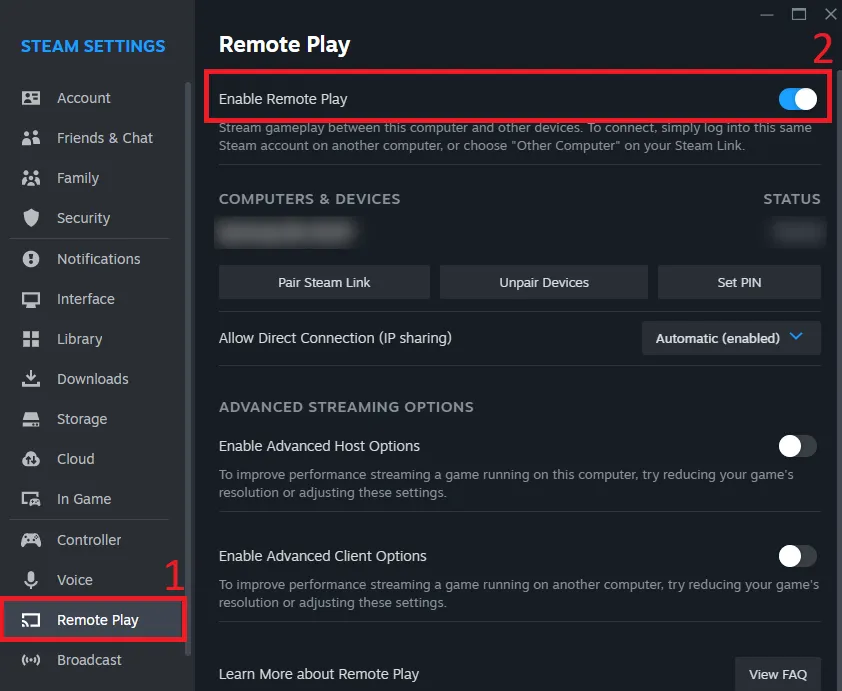 STEAM SETTINGS
Account
Friends & Chat
Family
Security
Notifications
Interface
Library
Downloads
Storage
Cloud
In Game
Controller
Voice
1
Remote Play
Broadcast
Remote Play
2
Enable Remote Play
Stream gameplay between this computer and other devices. To connect, simply log into this same
Steam account on another computer, or choose "Other Computer" on your Steam Link.
COMPUTERS & DEVICES STATUS
Pair Steam Link Unpair Devices Set PIN
Allow Direct Connection (IP sharing) Automatic (enabled)
ADVANCED STREAMING OPTIONS
Enable Advanced Host Options
To improve performance streaming a game running on this computer, try reducing your game's
resolution or adjusting these settings.
Enable Advanced Client Options
To improve performance streaming a game running on another computer, try reducing your game's
resolution or adjusting these settings.
Learn More about Remote Play View FAQ